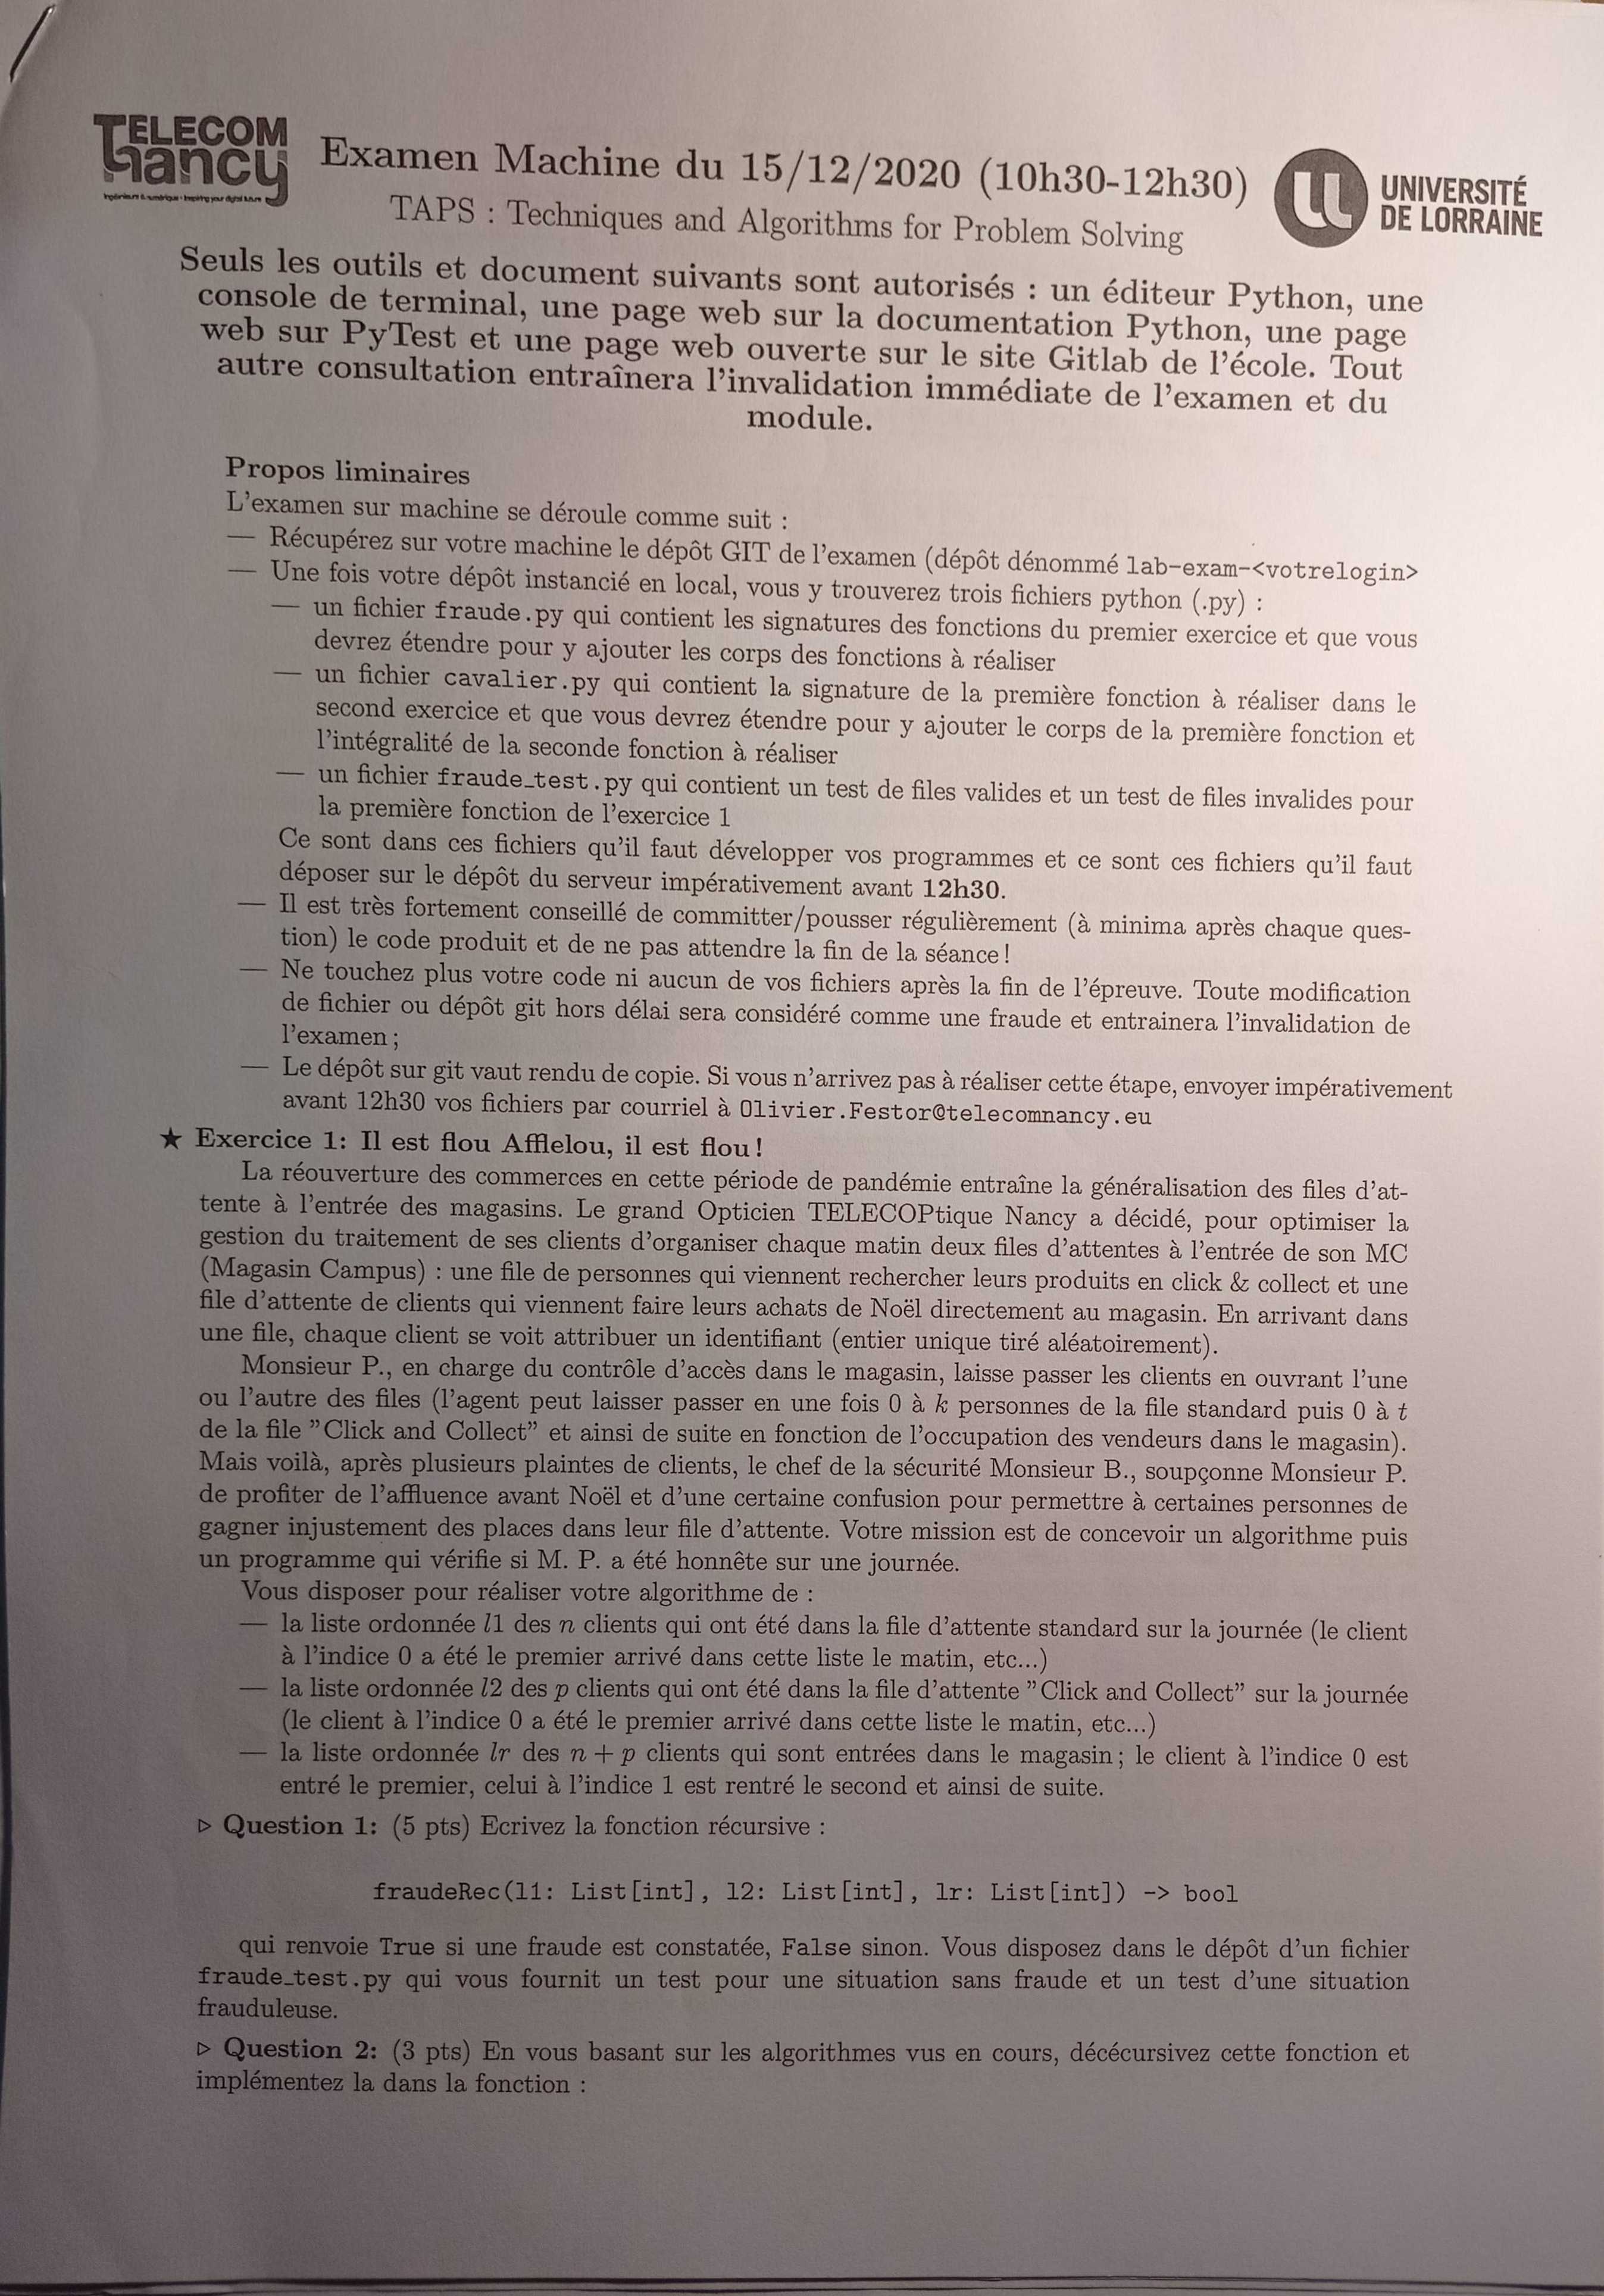 TELECOM
nancy
Ingénieurs & numérique • Inspiring your digital future
Examen Machine du 15/12/2020 (10h30-12h30)
TAPS : Techniques and Algorithms for Problem Solving
UNIVERSITÉ
DE LORRAINE
Seuls les outils et document suivants sont autorisés : un éditeur Python, une
console de terminal, une page web sur la documentation Python, une page
web sur PyTest et une page web ouverte sur le site Gitlab de l'école. Tout
autre consultation entraînera l'invalidation immédiate de l'examen et du
module.
Propos liminaires
L'examen sur machine se déroule comme suit :
— Récupérez sur votre machine le dépôt GIT de l'examen (dépôt dénommé lab-exam-<votrelogin>
— Une fois votre dépôt instancié en local, vous y trouverez trois fichiers python (.py) :
— un fichier fraude.py qui contient les signatures des fonctions du premier exercice et que vous
devrez étendre pour y ajouter les corps des fonctions à réaliser
— un fichier cavalier.py qui contient la signature de la première fonction à réaliser dans le
second exercice et que vous devrez étendre pour y ajouter le corps de la première fonction et
l'intégralité de la seconde fonction à réaliser
— un fichier fraude_test.py qui contient un test de files valides et un test de files invalides pour
la première fonction de l'exercice 1
Ce sont dans ces fichiers qu'il faut développer vos programmes et ce sont ces fichiers qu'il faut
déposer sur le dépôt du serveur impérativement avant 12h30.
— Il est très fortement conseillé de committer/pousser régulièrement (à minima après chaque ques-
tion) le code produit et de ne pas attendre la fin de la séance !
— Ne touchez plus votre code ni aucun de vos fichiers après la fin de l'épreuve. Toute modification
de fichier ou dépôt git hors délai sera considéré comme une fraude et entrainera l'invalidation de
l'examen ;
— Le dépôt sur git vaut rendu de copie. Si vous n'arrivez pas à réaliser cette étape, envoyer impérativement
avant 12h30 vos fichiers par courriel à Olivier.Festor@telecomnancy.eu
★ Exercice 1: Il est flou Afflelou, il est flou !
La réouverture des commerces en cette période de pandémie entraîne la généralisation des files d'at-
tente à l'entrée des magasins. Le grand Opticien TELECOPtique Nancy a décidé, pour optimiser la
gestion du traitement de ses clients d'organiser chaque matin deux files d'attentes à l'entrée de son MC
(Magasin Campus) : une file de personnes qui viennent rechercher leurs produits en click & collect et une
file d'attente de clients qui viennent faire leurs achats de Noël directement au magasin. En arrivant dans
une file, chaque client se voit attribuer un identifiant (entier unique tiré aléatoirement).
Monsieur P., en charge du contrôle d'accès dans le magasin, laisse passer les clients en ouvrant l'une
ou l'autre des files (l'agent peut laisser passer en une fois 0 à k personnes de la file standard puis 0 à t
de la file "Click and Collect" et ainsi de suite en fonction de l'occupation des vendeurs dans le magasin).
Mais voilà, après plusieurs plaintes de clients, le chef de la sécurité Monsieur B., soupçonne Monsieur P.
de profiter de l'affluence avant Noël et d'une certaine confusion pour permettre à certaines personnes de
gagner injustement des places dans leur file d'attente. Votre mission est de concevoir un algorithme puis
un programme qui vérifie si M. P. a été honnête sur une journée.
Vous disposer pour réaliser votre algorithme de :
— la liste ordonnée l1 des n clients qui ont été dans la file d'attente standard sur la journée (le client
à l'indice 0 a été le premier arrivé dans cette liste le matin, etc...)
— la liste ordonnée l2 des p clients qui ont été dans la file d'attente "Click and Collect" sur la journée
(le client à l'indice 0 a été le premier arrivé dans cette liste le matin, etc...)
— la liste ordonnée lr des n + p clients qui sont entrées dans le magasin ; le client à l'indice 0 est
entré le premier, celui à l'indice 1 est rentré le second et ainsi de suite.
▷ Question 1: (5 pts) Ecrivez la fonction récursive :
fraudeRec(l1: List[int], l2: List[int], lr: List[int]) -> bool
qui renvoie True si une fraude est constatée, False sinon. Vous disposez dans le dépôt d'un fichier
fraude_test.py qui vous fournit un test pour une situation sans fraude et un test d'une situation
frauduleuse.
▷ Question 2: (3 pts) En vous basant sur les algorithmes vus en cours, décécursivez cette fonction et
implémentez la dans la fonction :